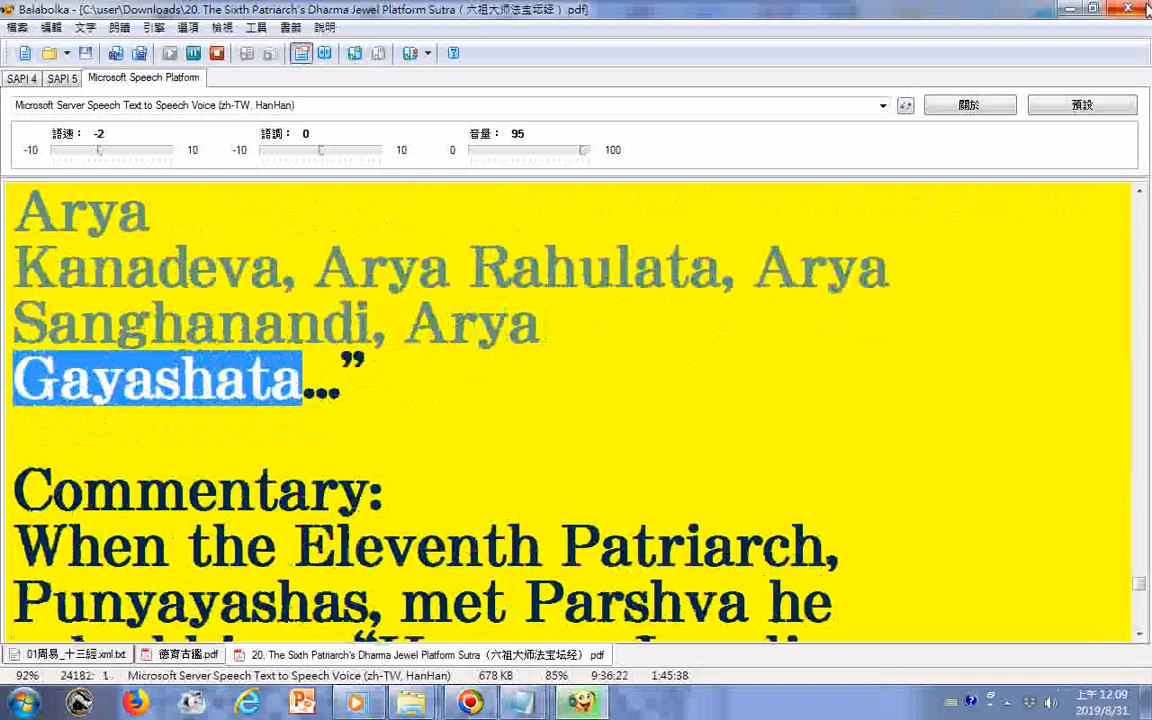 Balabolka - [C:\user\Downloads\20. The Sixth Patriarch's Dharma Jewel Platform Sutra（六祖大师法宝坛经）.pdf]
檔案 編輯 文字 朗讀 引擎 選項 檢視 工具 書籤 說明
SAPI 4 SAPI 5 Microsoft Speech Platform
Microsoft Server Speech Text to Speech Voice (zh-TW, HanHan) 關於 預設
語速： -2 語調： 0 音量： 95
-10 10 -10 10 0 100
Arya
Kanadeva, Arya Rahulata, Arya
Sanghanandi, Arya
Gayashata...”
Commentary:
When the Eleventh Patriarch,
Punyayashas, met Parshva he
01周易_十三經.xml.txt 德育古鑑.pdf 20. The Sixth Patriarch's Dharma Jewel Platform Sutra（六祖大师法宝坛经）.pdf
92% 24182: 1 Microsoft Server Speech Text to Speech Voice (zh-TW, HanHan) 678 KB 85% 9:36:22 1:45:38
上午 12:09
2019/8/31